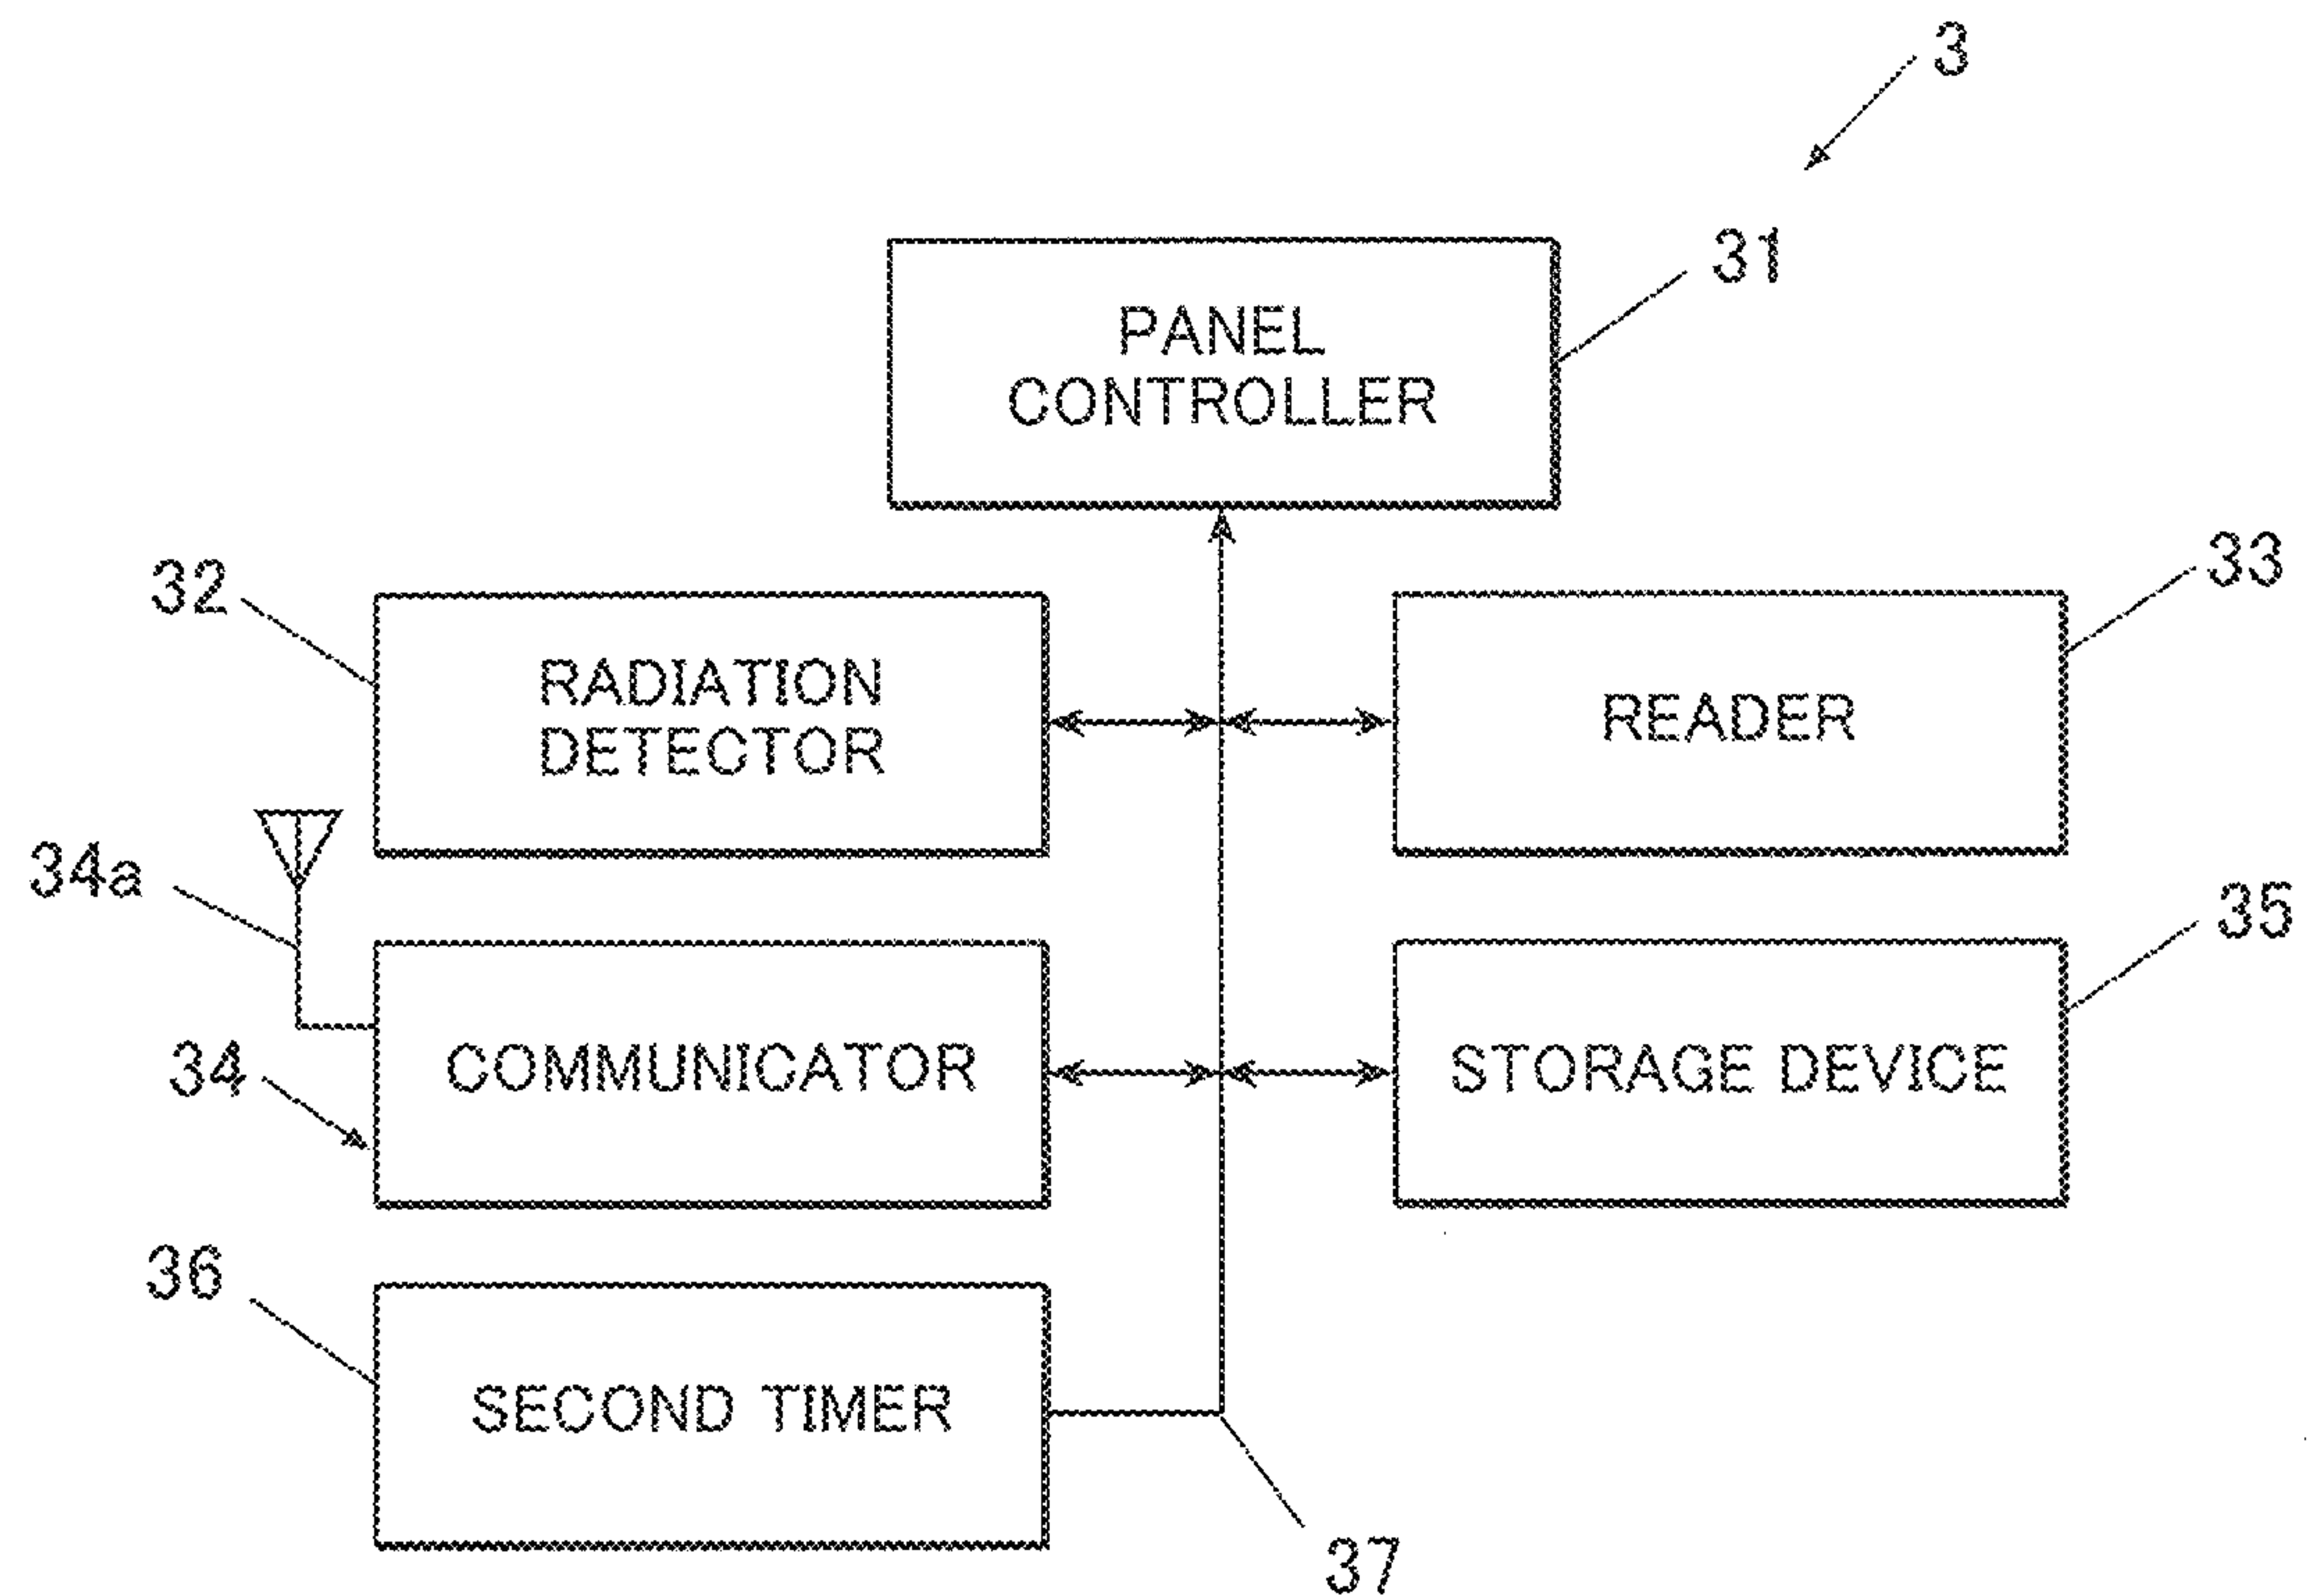 3
31
PANEL
CONTROLLER
32
33
RADIATION
DETECTOR
READER
34a
35
34
COMMUNICATOR
STORAGE DEVICE
36
SECOND TIMER
37